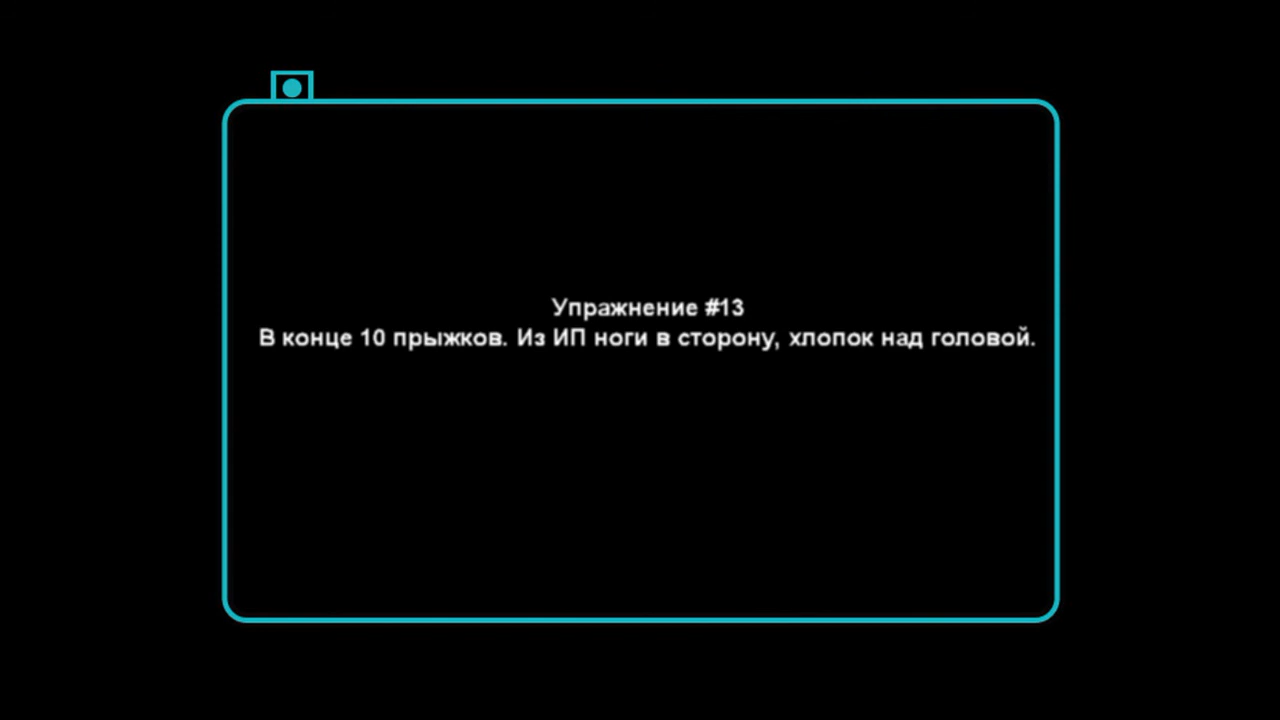 Упражнение #13
В конце 10 прыжков. Из ИП ноги в сторону, хлопок над головой.